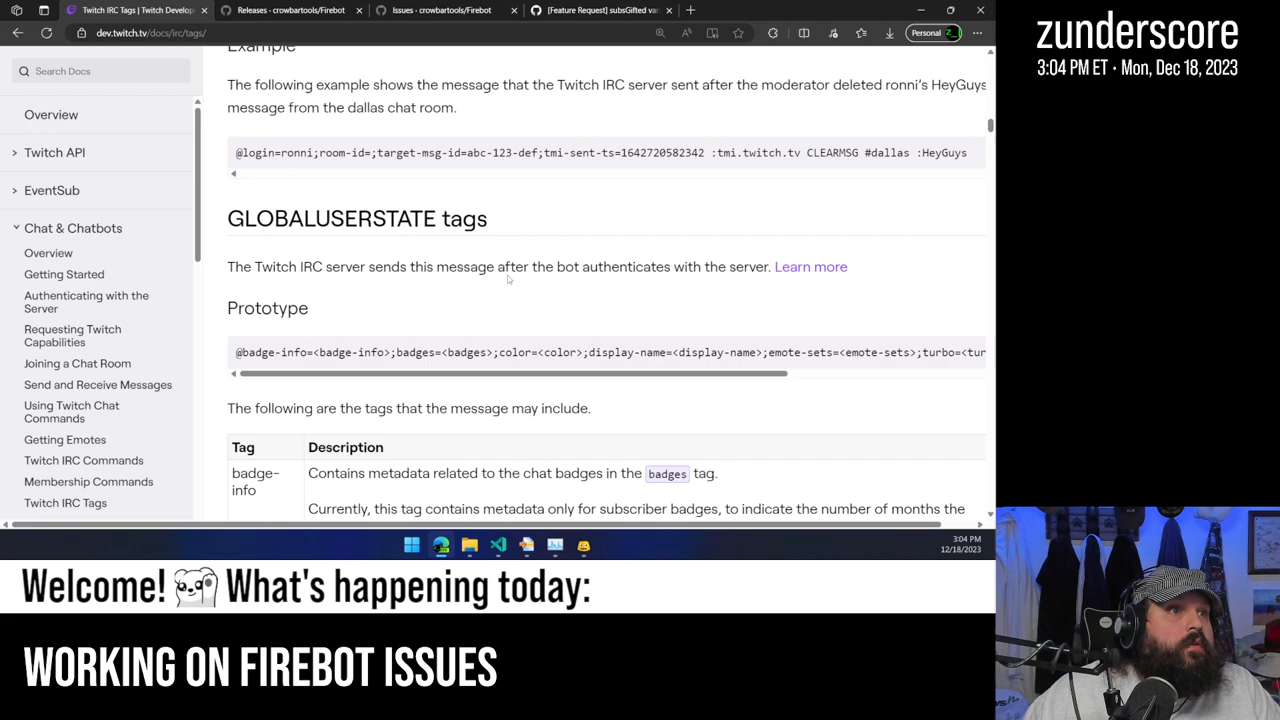 Twitch IRC Tags | Twitch Develop
Releases - crowbartools/Firebot
Issues - crowbartools/Firebot
[Feature Request] subsGifted var
dev.twitch.tv/docs/irc/tags/
Personal
zunderscore
3:04 PM ET · Mon, Dec 18, 2023
Search Docs
Overview
Twitch API
EventSub
Chat & Chatbots
Overview
Getting Started
Authenticating with the
Server
Requesting Twitch
Capabilities
Joining a Chat Room
Send and Receive Messages
Using Twitch Chat
Commands
Getting Emotes
Twitch IRC Commands
Membership Commands
Twitch IRC Tags
Example
The following example shows the message that the Twitch IRC server sent after the moderator deleted ronni's HeyGuys
message from the dallas chat room.
@login=ronni;room-id=;target-msg-id=abc-123-def;tmi-sent-ts=1642720582342 :tmi.twitch.tv CLEARMSG #dallas :HeyGuys
GLOBALUSERSTATE tags
The Twitch IRC server sends this message after the bot authenticates with the server. Learn more
Prototype
@badge-info=<badge-info>;badges=<badges>;color=<color>;display-name=<display-name>;emote-sets=<emote-sets>;turbo=<tur
The following are the tags that the message may include.
Tag Description
badge-
info
Contains metadata related to the chat badges in the badges tag.
Currently, this tag contains metadata only for subscriber badges, to indicate the number of months the
3:04 PM
12/18/2023
Welcome! What's happening today:
WORKING ON FIREBOT ISSUES